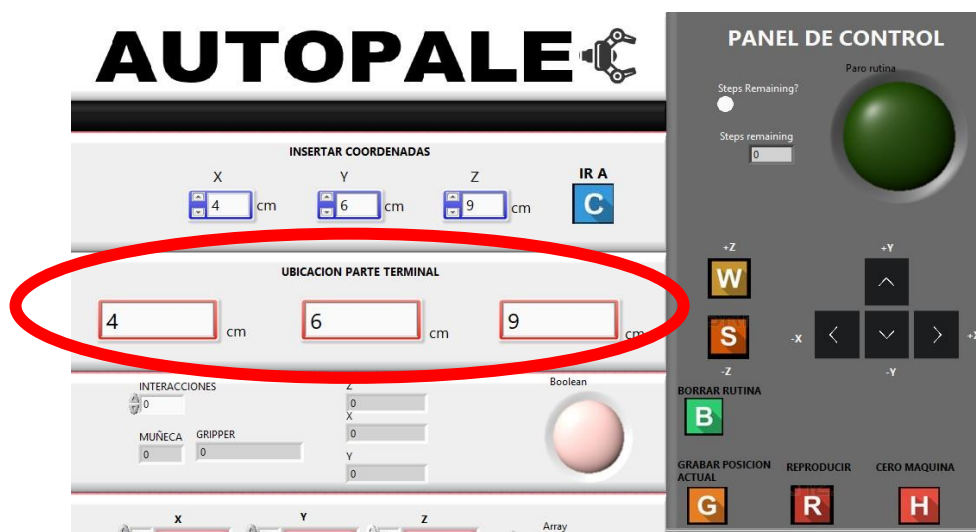 AUTOPALE
PANEL DE CONTROL
Paro rutina
Steps Remaining?
Steps remaining
0
INSERTAR COORDENADAS
X Y Z IR A
4 cm 6 cm 9 cm C
UBICACION PARTE TERMINAL
4 cm 6 cm 9 cm
+Z +Y
W
S
-X +X
-Z -Y
INTERACCIONES
0
Z
0
X
0
Y
0
MUÑECA GRIPPER
0 0
Boolean
BORRAR RUTINA
B
GRABAR POSICION
ACTUAL
REPRODUCIR CERO MAQUINA
G R H
X Y Z
Array